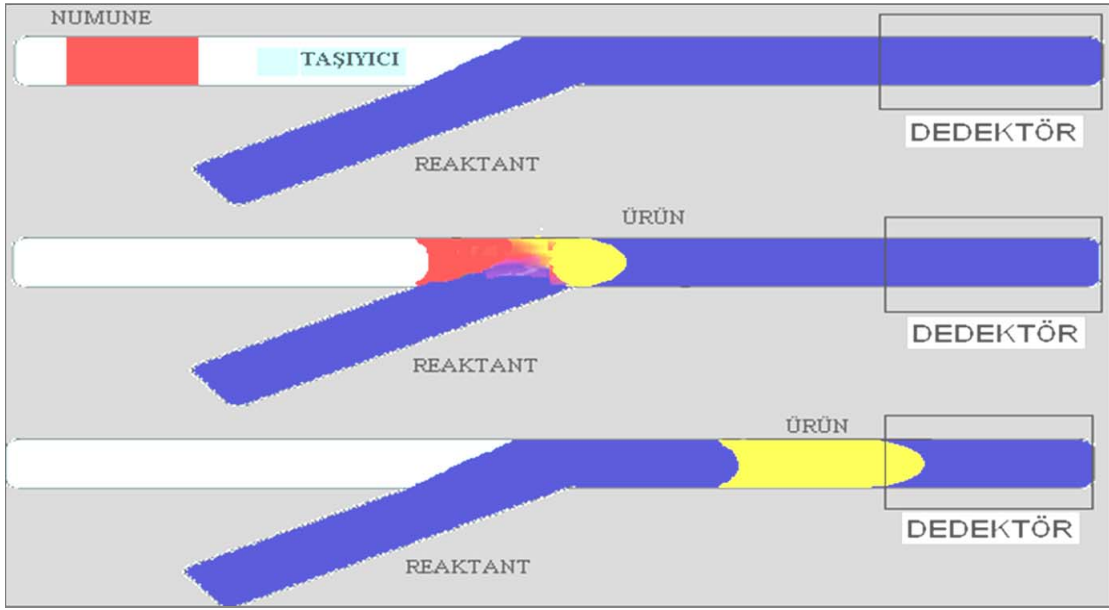 NUMUNE
TAŞIYICI
DEDEKTÖR
REAKTANT
ÜRÜN
DEDEKTÖR
REAKTANT
ÜRÜN
DEDEKTÖR
REAKTANT